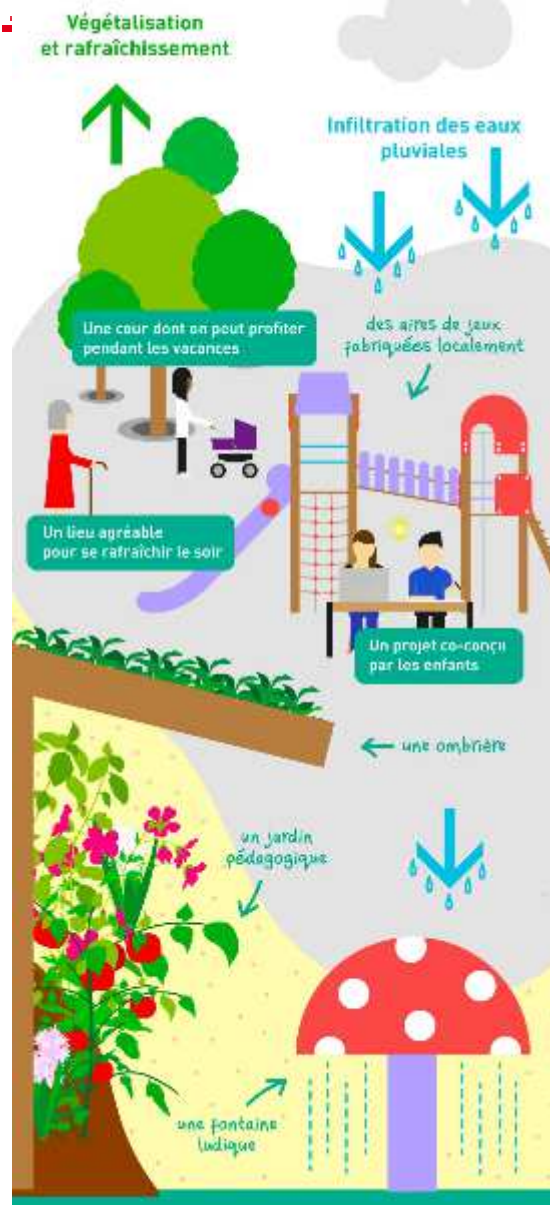 Végétalisation
et rafraîchissement
Infiltration des eaux
pluviales
Une cour dont on peut profiter
pendant les vacances
des aires de jeux
fabriquées localement
Un lieu agréable
pour se rafraîchir le soir
Un projet co-conçu
par les enfants
une ombrière
un jardin
pédagogique
une fontaine
ludique